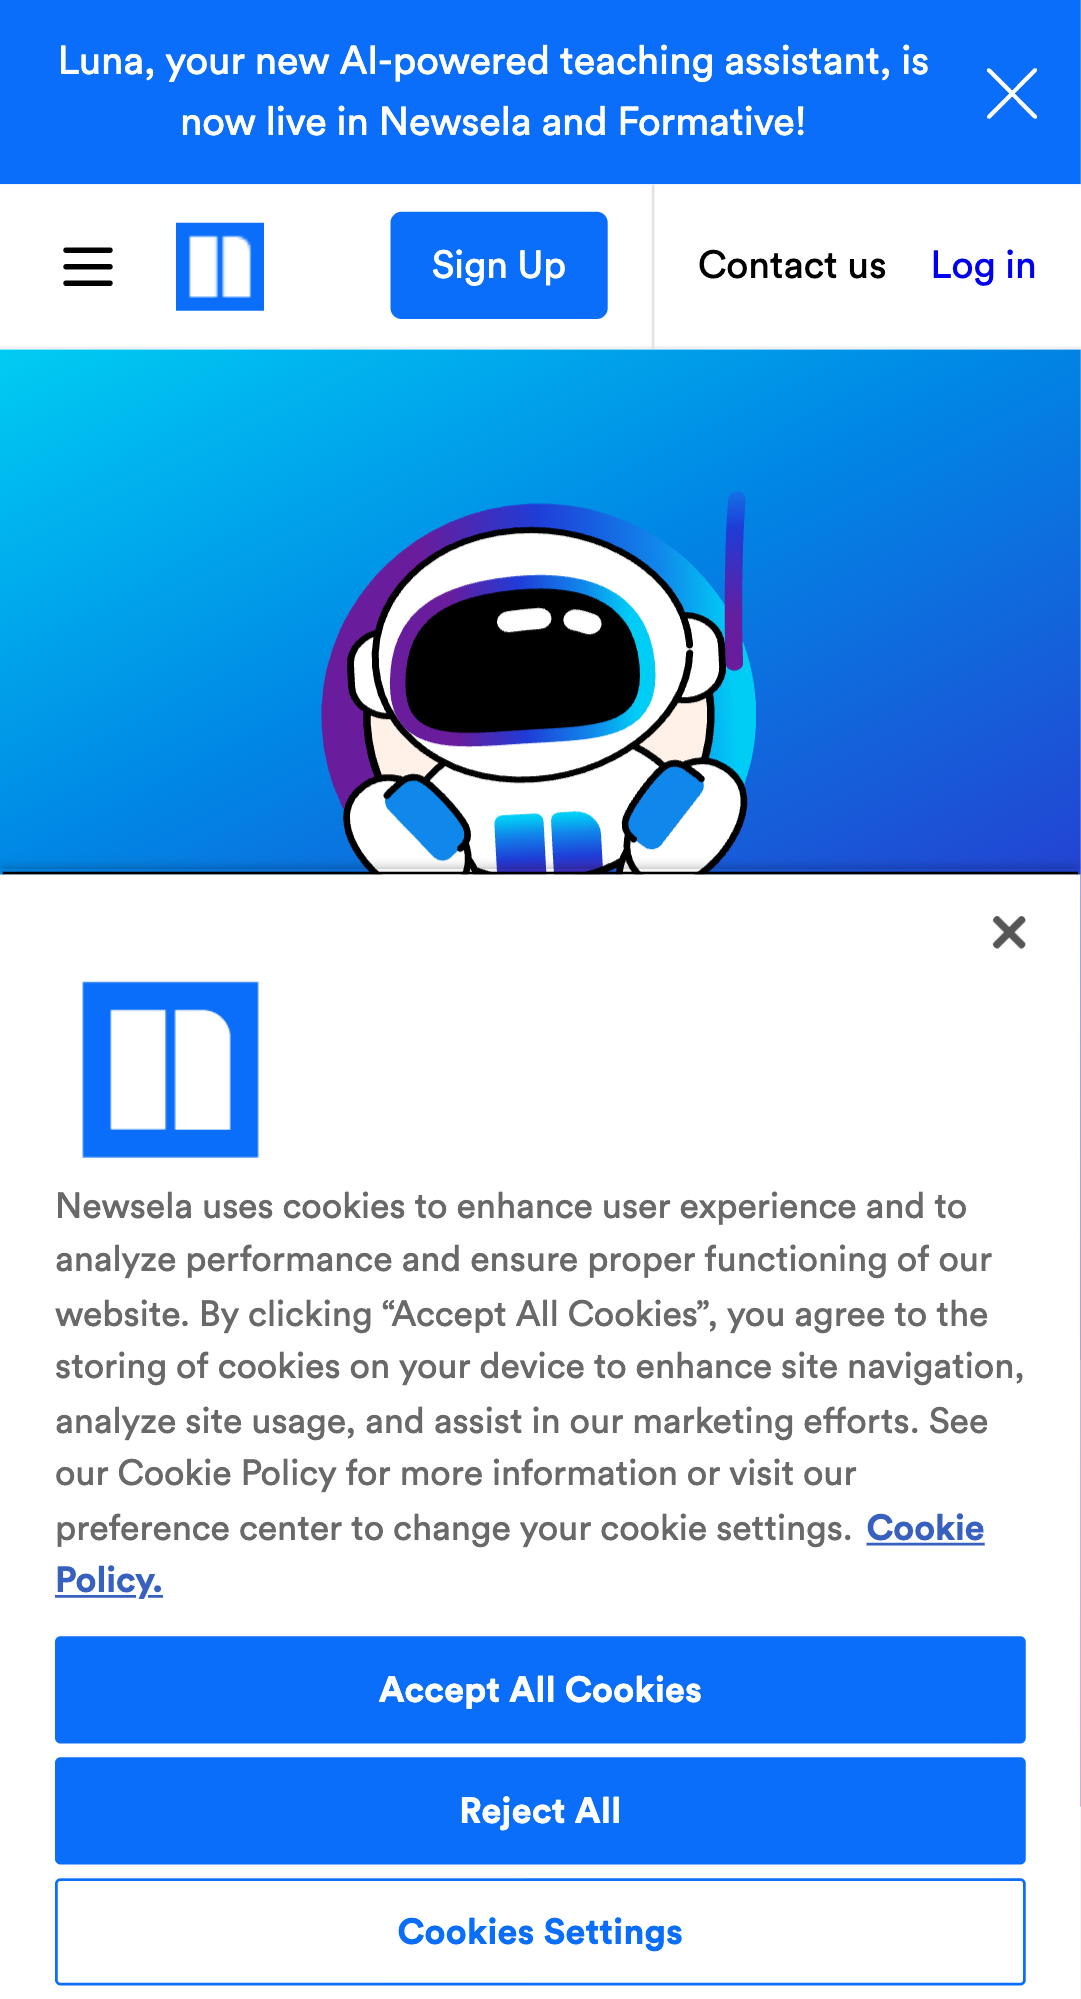 Luna, your new AI-powered teaching assistant, is
now live in Newsela and Formative!
Sign Up
Contact us
Log in
Newsela uses cookies to enhance user experience and to
analyze performance and ensure proper functioning of our
website. By clicking “Accept All Cookies”, you agree to the
storing of cookies on your device to enhance site navigation,
analyze site usage, and assist in our marketing efforts. See
our Cookie Policy for more information or visit our
preference center to change your cookie settings. Cookie
Policy.
Accept All Cookies
Reject All
Cookies Settings